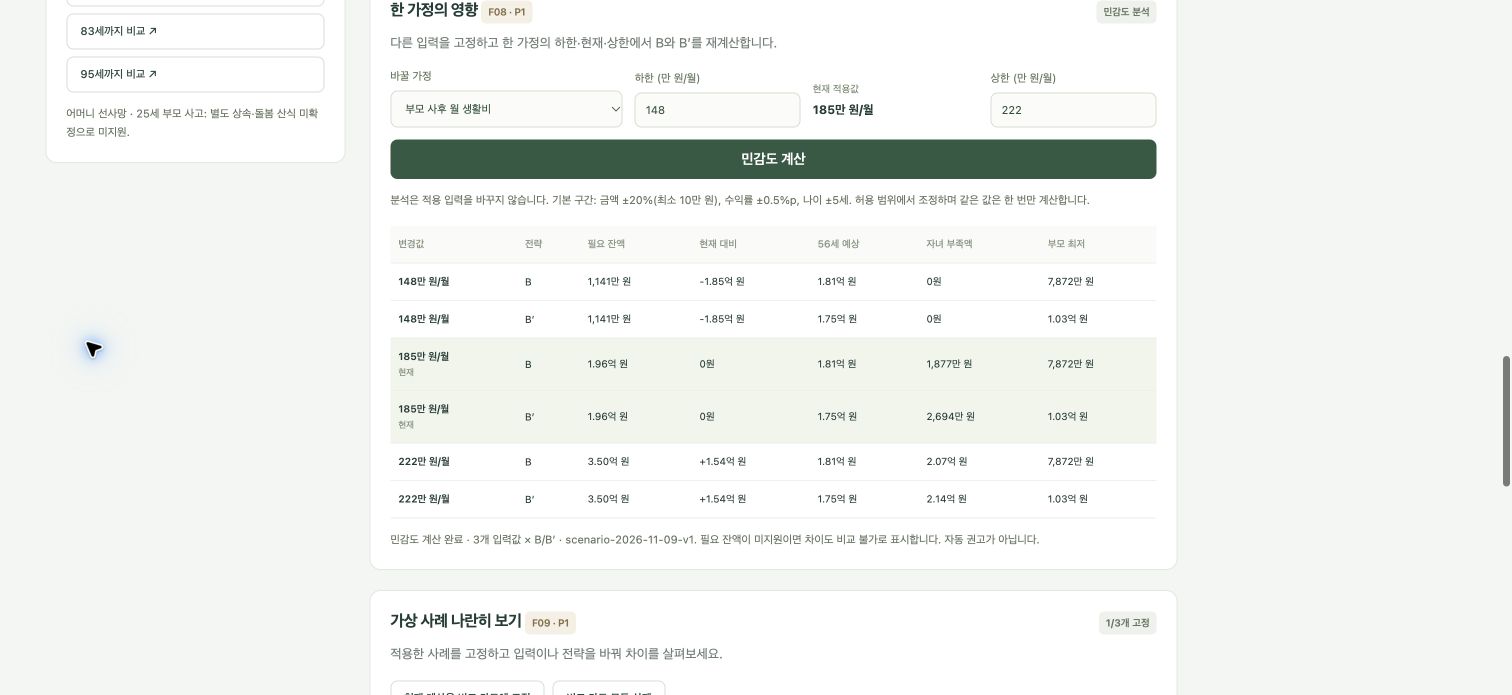 83세까지 비교 ↗
95세까지 비교 ↗
어머니 선사망 · 25세 부모 사고: 별도 상속·돌봄 산식 미확
정으로 미지원.
한 가정의 영향 F08 · P1
민감도 분석
다른 입력을 고정하고 한 가정의 하한·현재·상한에서 B와 B′를 재계산합니다.
바꿀 가정 하한 (만 원/월) 현재 적용값 상한 (만 원/월)
부모 사후 월 생활비 148 185만 원/월 222
민감도 계산
분석은 적용 입력을 바꾸지 않습니다. 기본 구간: 금액 ±20%(최소 10만 원), 수익률 ±0.5%p, 나이 ±5세. 허용 범위에서 조정하며 같은 값은 한 번만 계산합니다.
변경값 전략 필요 잔액 현재 대비 56세 예상 자녀 부족액 부모 최저
148만 원/월 B 1,141만 원 -1.85억 원 1.81억 원 0원 7,872만 원
148만 원/월 B′ 1,141만 원 -1.85억 원 1.75억 원 0원 1.03억 원
185만 원/월 B 1.96억 원 0원 1.81억 원 1,877만 원 7,872만 원
현재
185만 원/월 B′ 1.96억 원 0원 1.75억 원 2,694만 원 1.03억 원
현재
222만 원/월 B 3.50억 원 +1.54억 원 1.81억 원 2.07억 원 7,872만 원
222만 원/월 B′ 3.50억 원 +1.54억 원 1.75억 원 2.14억 원 1.03억 원
민감도 계산 완료 · 3개 입력값 × B/B′ · scenario-2026-11-09-v1. 필요 잔액이 미지원이면 차이도 비교 불가로 표시합니다. 자동 권고가 아닙니다.
가상 사례 나란히 보기 F09 · P1
1/3개 고정
적용한 사례를 고정하고 입력이나 전략을 바꿔 차이를 살펴보세요.